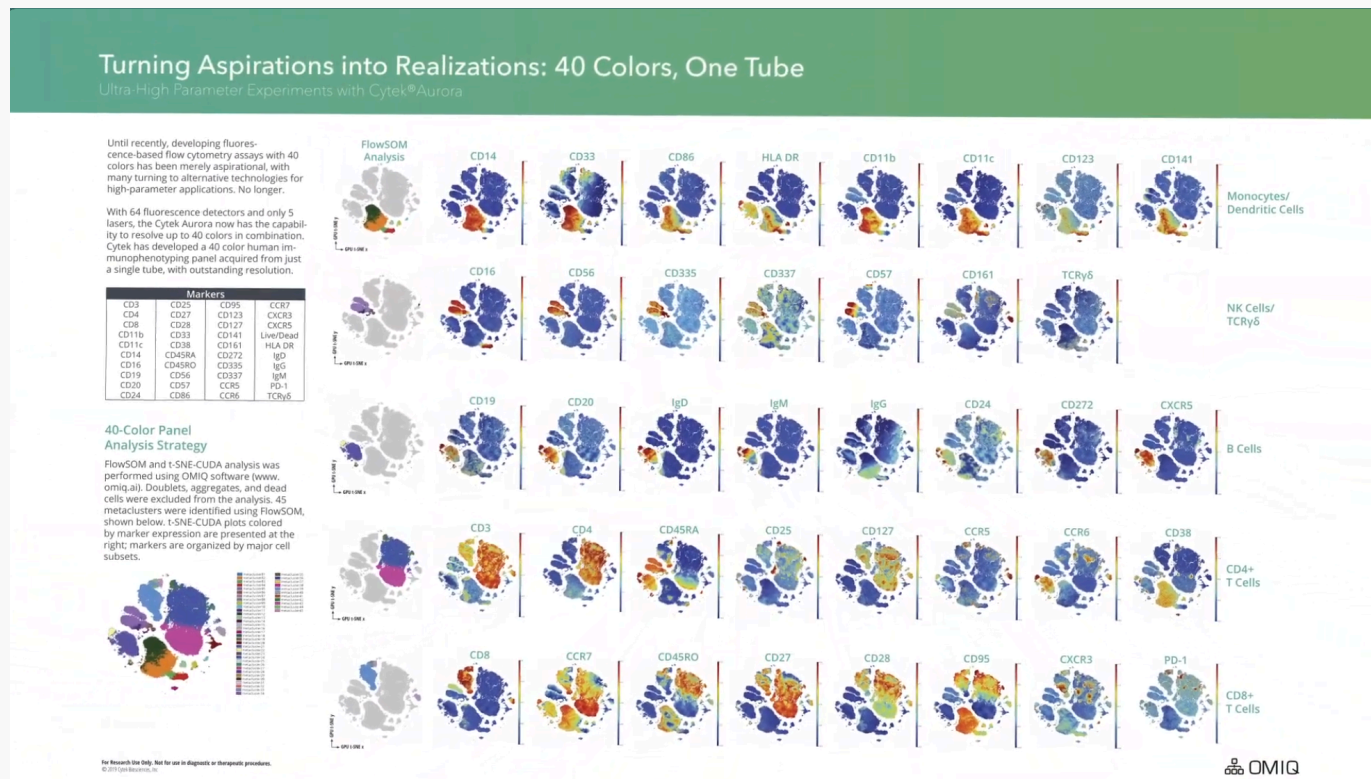 Turning Aspirations into Realizations: 40 Colors, One Tube
Ultra-High Parameter Experiments with Cytek®Aurora
Until recently, developing fluores-
cence-based flow cytometry assays with 40
colors has been merely aspirational, with
many turning to alternative technologies for
high-parameter applications. No longer.
With 64 fluorescence detectors and only 5
lasers, the Cytek Aurora now has the capabil-
ity to resolve up to 40 colors in combination.
Cytek has developed a 40 color human im-
munophenotyping panel acquired from just
a single tube, with outstanding resolution.
Markers
CD3 CD25 CD95 CCR7
CD4 CD27 CD123 CXCR3
CD8 CD28 CD127 CXCR5
CD11b CD33 CD141 Live/Dead
CD11c CD38 CD161 HLA DR
CD14 CD45RA CD272 IgD
CD16 CD45RO CD335 IgG
CD19 CD56 CD337 IgM
CD20 CD57 CCR5 PD-1
CD24 CD86 CCR6 TCRγδ
40-Color Panel
Analysis Strategy
FlowSOM and t-SNE-CUDA analysis was
performed using OMIQ software (www.
omiq.ai). Doublets, aggregates, and dead
cells were excluded from the analysis. 45
metaclusters were identified using FlowSOM,
shown below. t-SNE-CUDA plots colored
by marker expression are presented at the
right; markers are organized by major cell
subsets.
FlowSOM
Analysis
CD14 CD33 CD86 HLA DR CD11b CD11c CD123 CD141
Monocytes/
Dendritic Cells
CD16 CD56 CD335 CD337 CD57 CD161 TCRγδ
NK Cells/
TCRγδ
CD19 CD20 IgD IgM IgG CD24 CD272 CXCR5
B Cells
CD3 CD4 CD45RA CD25 CD127 CCR5 CCR6 CD38
CD4+
T Cells
CD8 CCR7 CD45RO CD27 CD28 CD95 CXCR3 PD-1
CD8+
T Cells
For Research Use Only. Not for use in diagnostic or therapeutic procedures.
© 2019 Cytek Biosciences, Inc
OMIQ